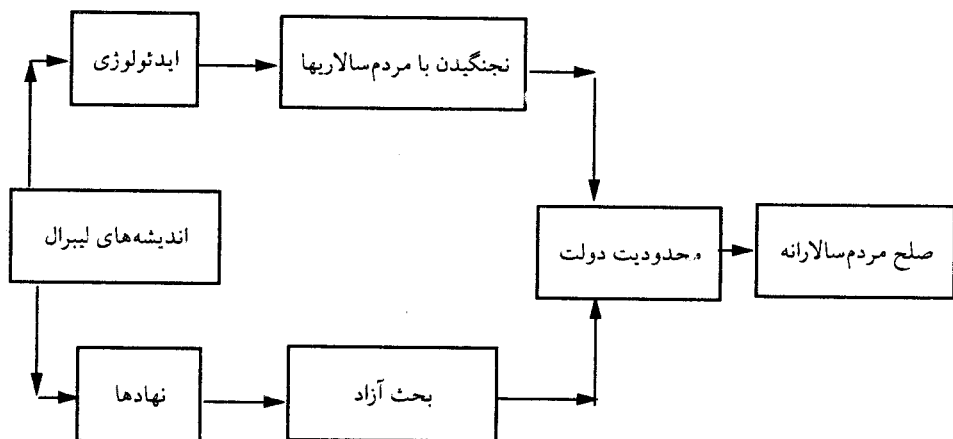 ایدئولوژی
نجنگیدن با مردم‌سالاریها
اندیشه‌های لیبرال
محدودیت دولت
صلح مردم‌سالارانه
نهادها
بحث آزاد